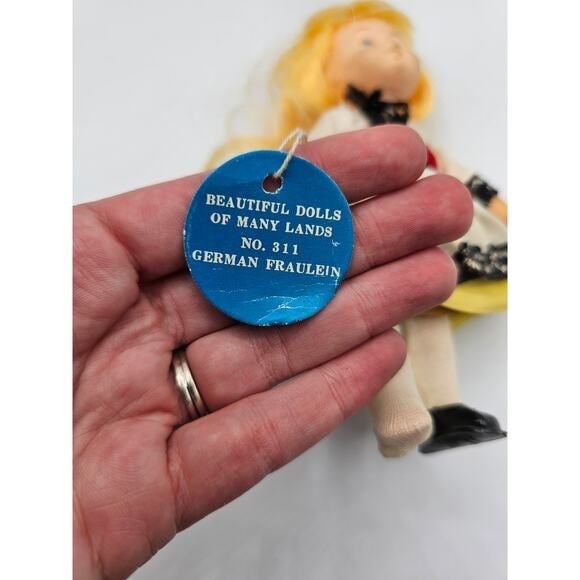 BEAUTIFUL DOLLS
OF MANY LANDS
NO. 311
GERMAN FRAULEIN